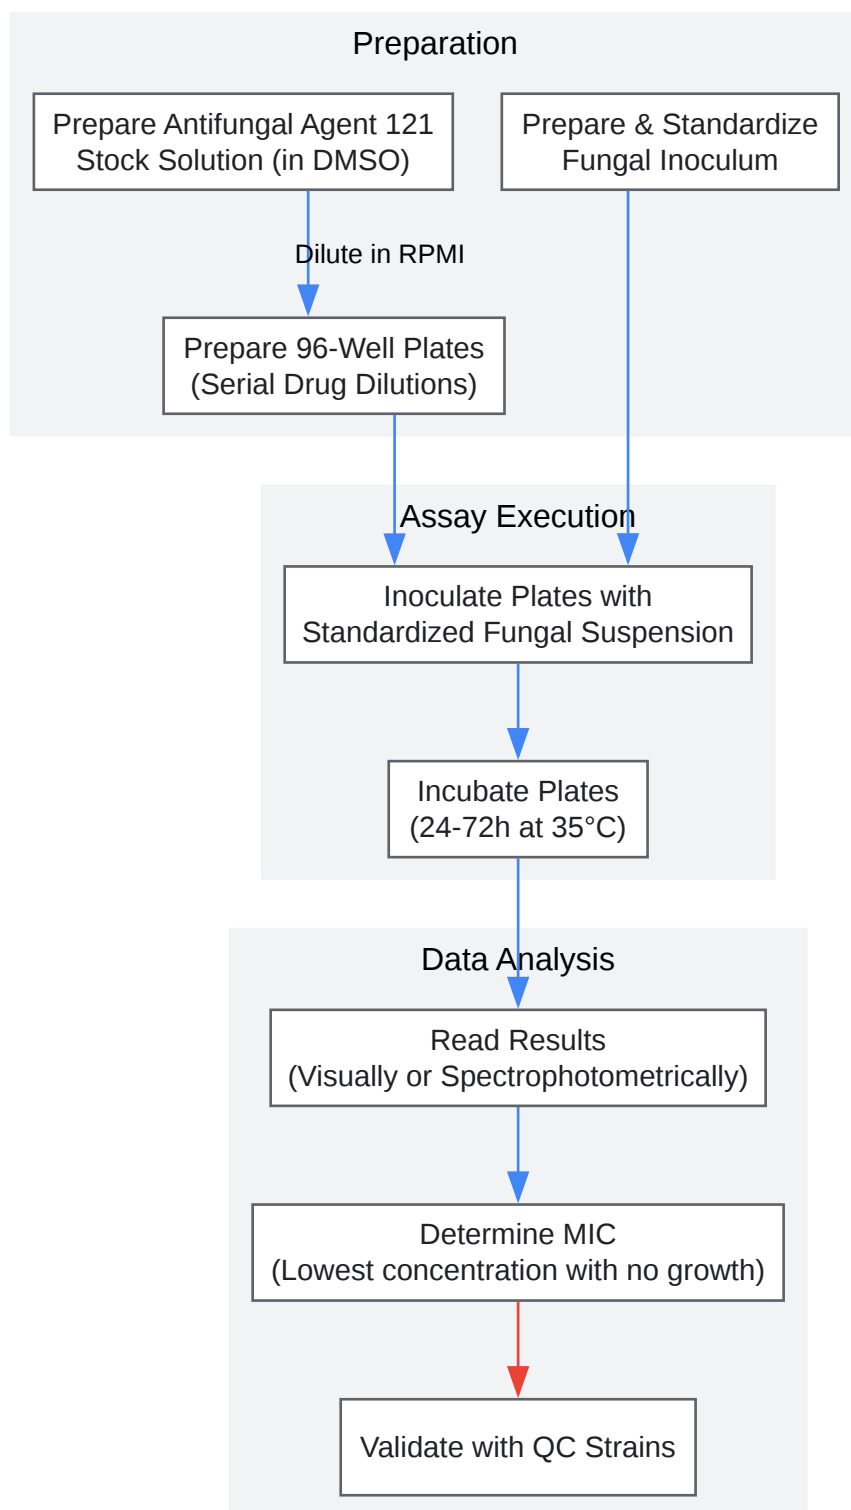 Preparation
Prepare Antifungal Agent 121
Stock Solution (in DMSO)
Prepare & Standardize
Fungal Inoculum
Dilute in RPMI
Prepare 96-Well Plates
(Serial Drug Dilutions)
Assay Execution
Inoculate Plates with
Standardized Fungal Suspension
Incubate Plates
(24-72h at 35°C)
Data Analysis
Read Results
(Visually or Spectrophotometrically)
Determine MIC
(Lowest concentration with no growth)
Validate with QC Strains